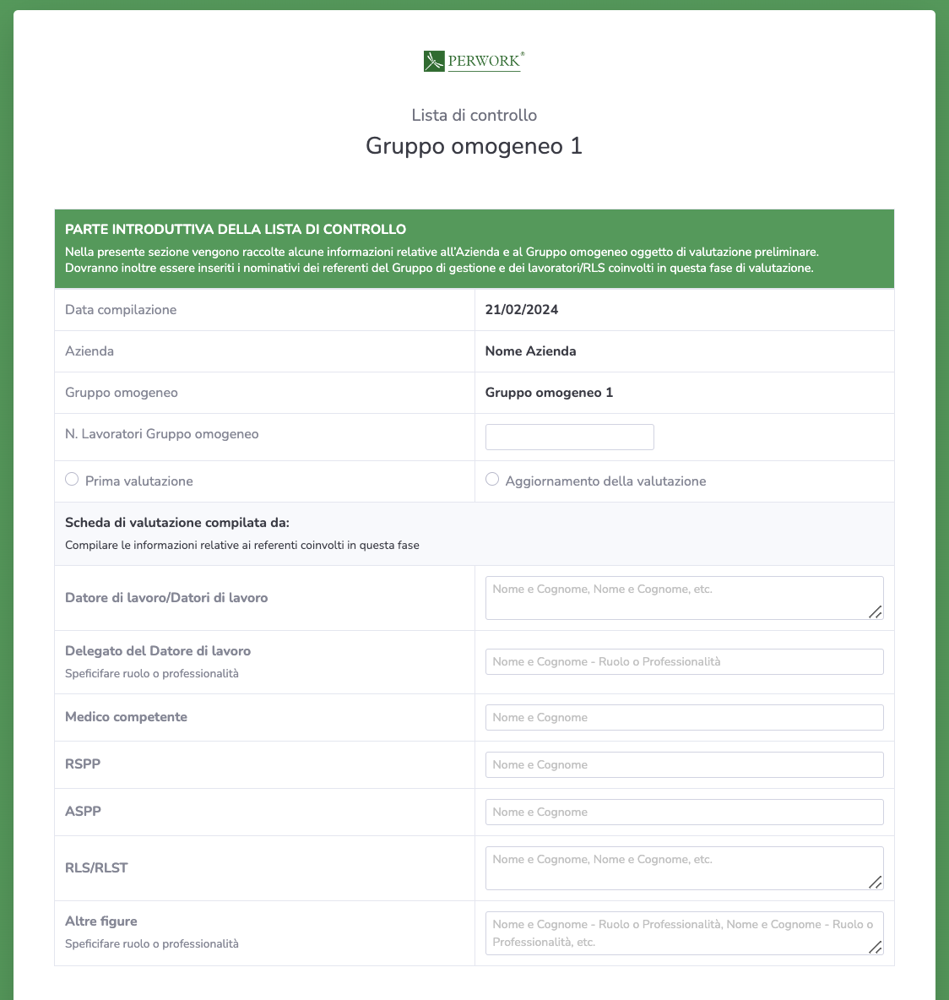 PERWORK®
Lista di controllo
Gruppo omogeneo 1
PARTE INTRODUTTIVA DELLA LISTA DI CONTROLLO
Nella presente sezione vengono raccolte alcune informazioni relative all'Azienda e al Gruppo omogeneo oggetto di valutazione preliminare.
Dovranno inoltre essere inseriti i nominativi dei referenti del Gruppo di gestione e dei lavoratori/RLS coinvolti in questa fase di valutazione.
Data compilazione
21/02/2024
Azienda
Nome Azienda
Gruppo omogeneo
Gruppo omogeneo 1
N. Lavoratori Gruppo omogeneo
Prima valutazione
Aggiornamento della valutazione
Scheda di valutazione compilata da:
Compilare le informazioni relative ai referenti coinvolti in questa fase
Datore di lavoro/Datori di lavoro
Nome e Cognome, Nome e Cognome, etc.
Delegato del Datore di lavoro
Speficifare ruolo o professionalità
Nome e Cognome - Ruolo o Professionalità
Medico competente
Nome e Cognome
RSPP
Nome e Cognome
ASPP
Nome e Cognome
RLS/RLST
Nome e Cognome, Nome e Cognome, etc.
Altre figure
Speficifare ruolo o professionalità
Nome e Cognome - Ruolo o Professionalità, Nome e Cognome - Ruolo o
Professionalità, etc.